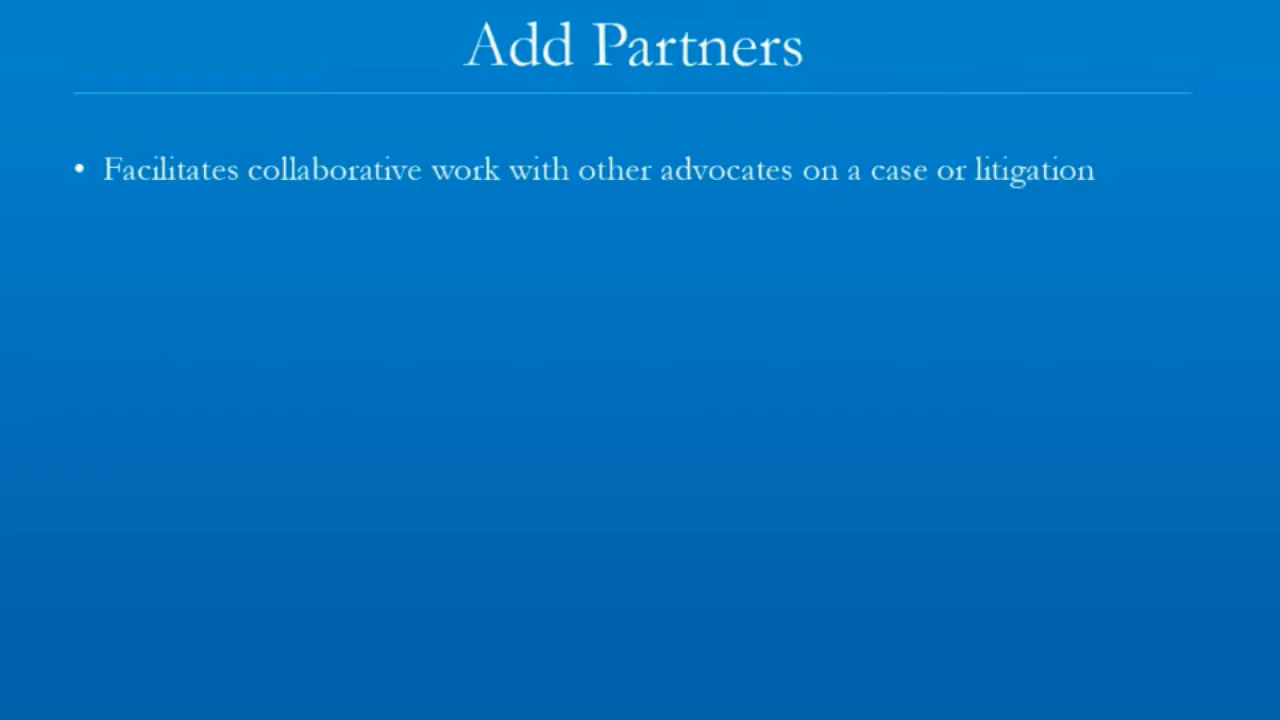 Add Partners
• Facilitates collaborative work with other advocates on a case or litigation